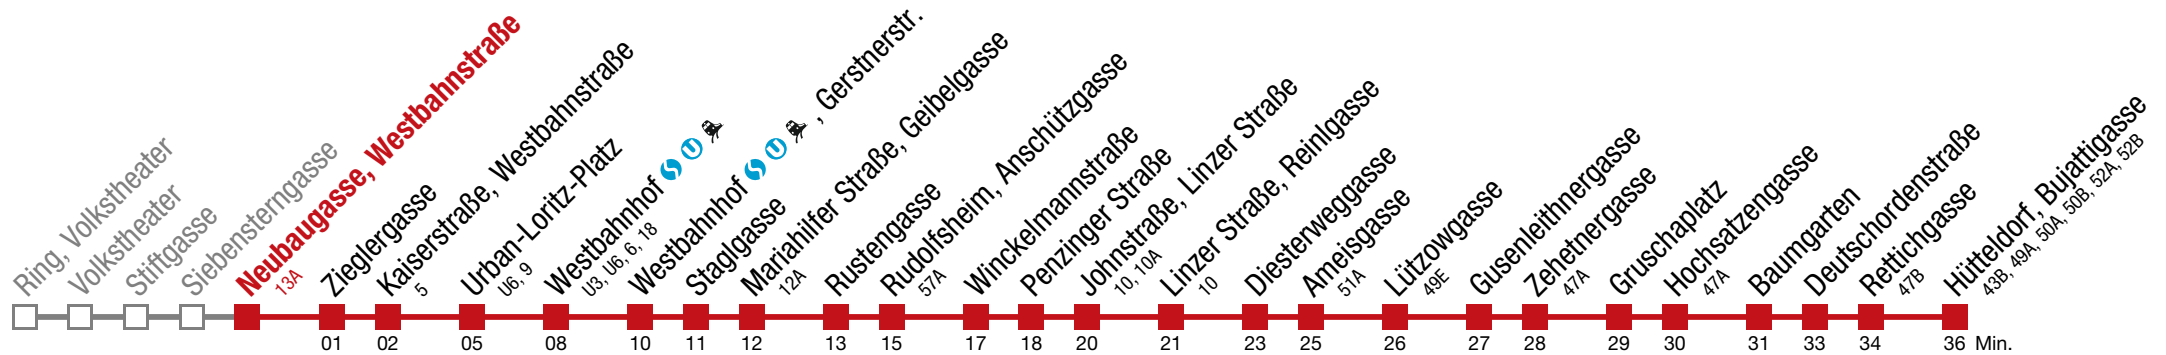 Ring, Volkstheater
Volkstheater
Stiftgasse
Siebensterngasse
Neubaugasse, Westbahnstraße
13A
Zieglergasse
Kaiserstraße, Westbahnstraße
5
Urban-Loritz-Platz
U6, 9
Westbahnhof S U
U3, U6, 6, 18
Westbahnhof S U , Gerstnerstr.
Staglgasse
Mariahilfer Straße, Geibelgasse
12A
Rustengasse
Rudolfsheim, Anschützgasse
57A
Winckelmannstraße
Penzinger Straße
Johnstraße, Linzer Straße
10, 10A
Linzer Straße, Reinlgasse
10
Diesterweggasse
Ameisgasse
51A
Lützowgasse
49E
Gusenleithnergasse
Zehetnergasse
47A
Gruschaplatz
Hochsatzengasse
47A
Baumgarten
Deutschordenstraße
Rettichgasse
47B
Hütteldorf, Bujattigasse
43B, 49A, 50A, 50B, 52A, 52B
01 02 05 08 10 11 12 13 15 17 18 20 21 23 25 26 27 28 29 30 31 33 34 36 Min.